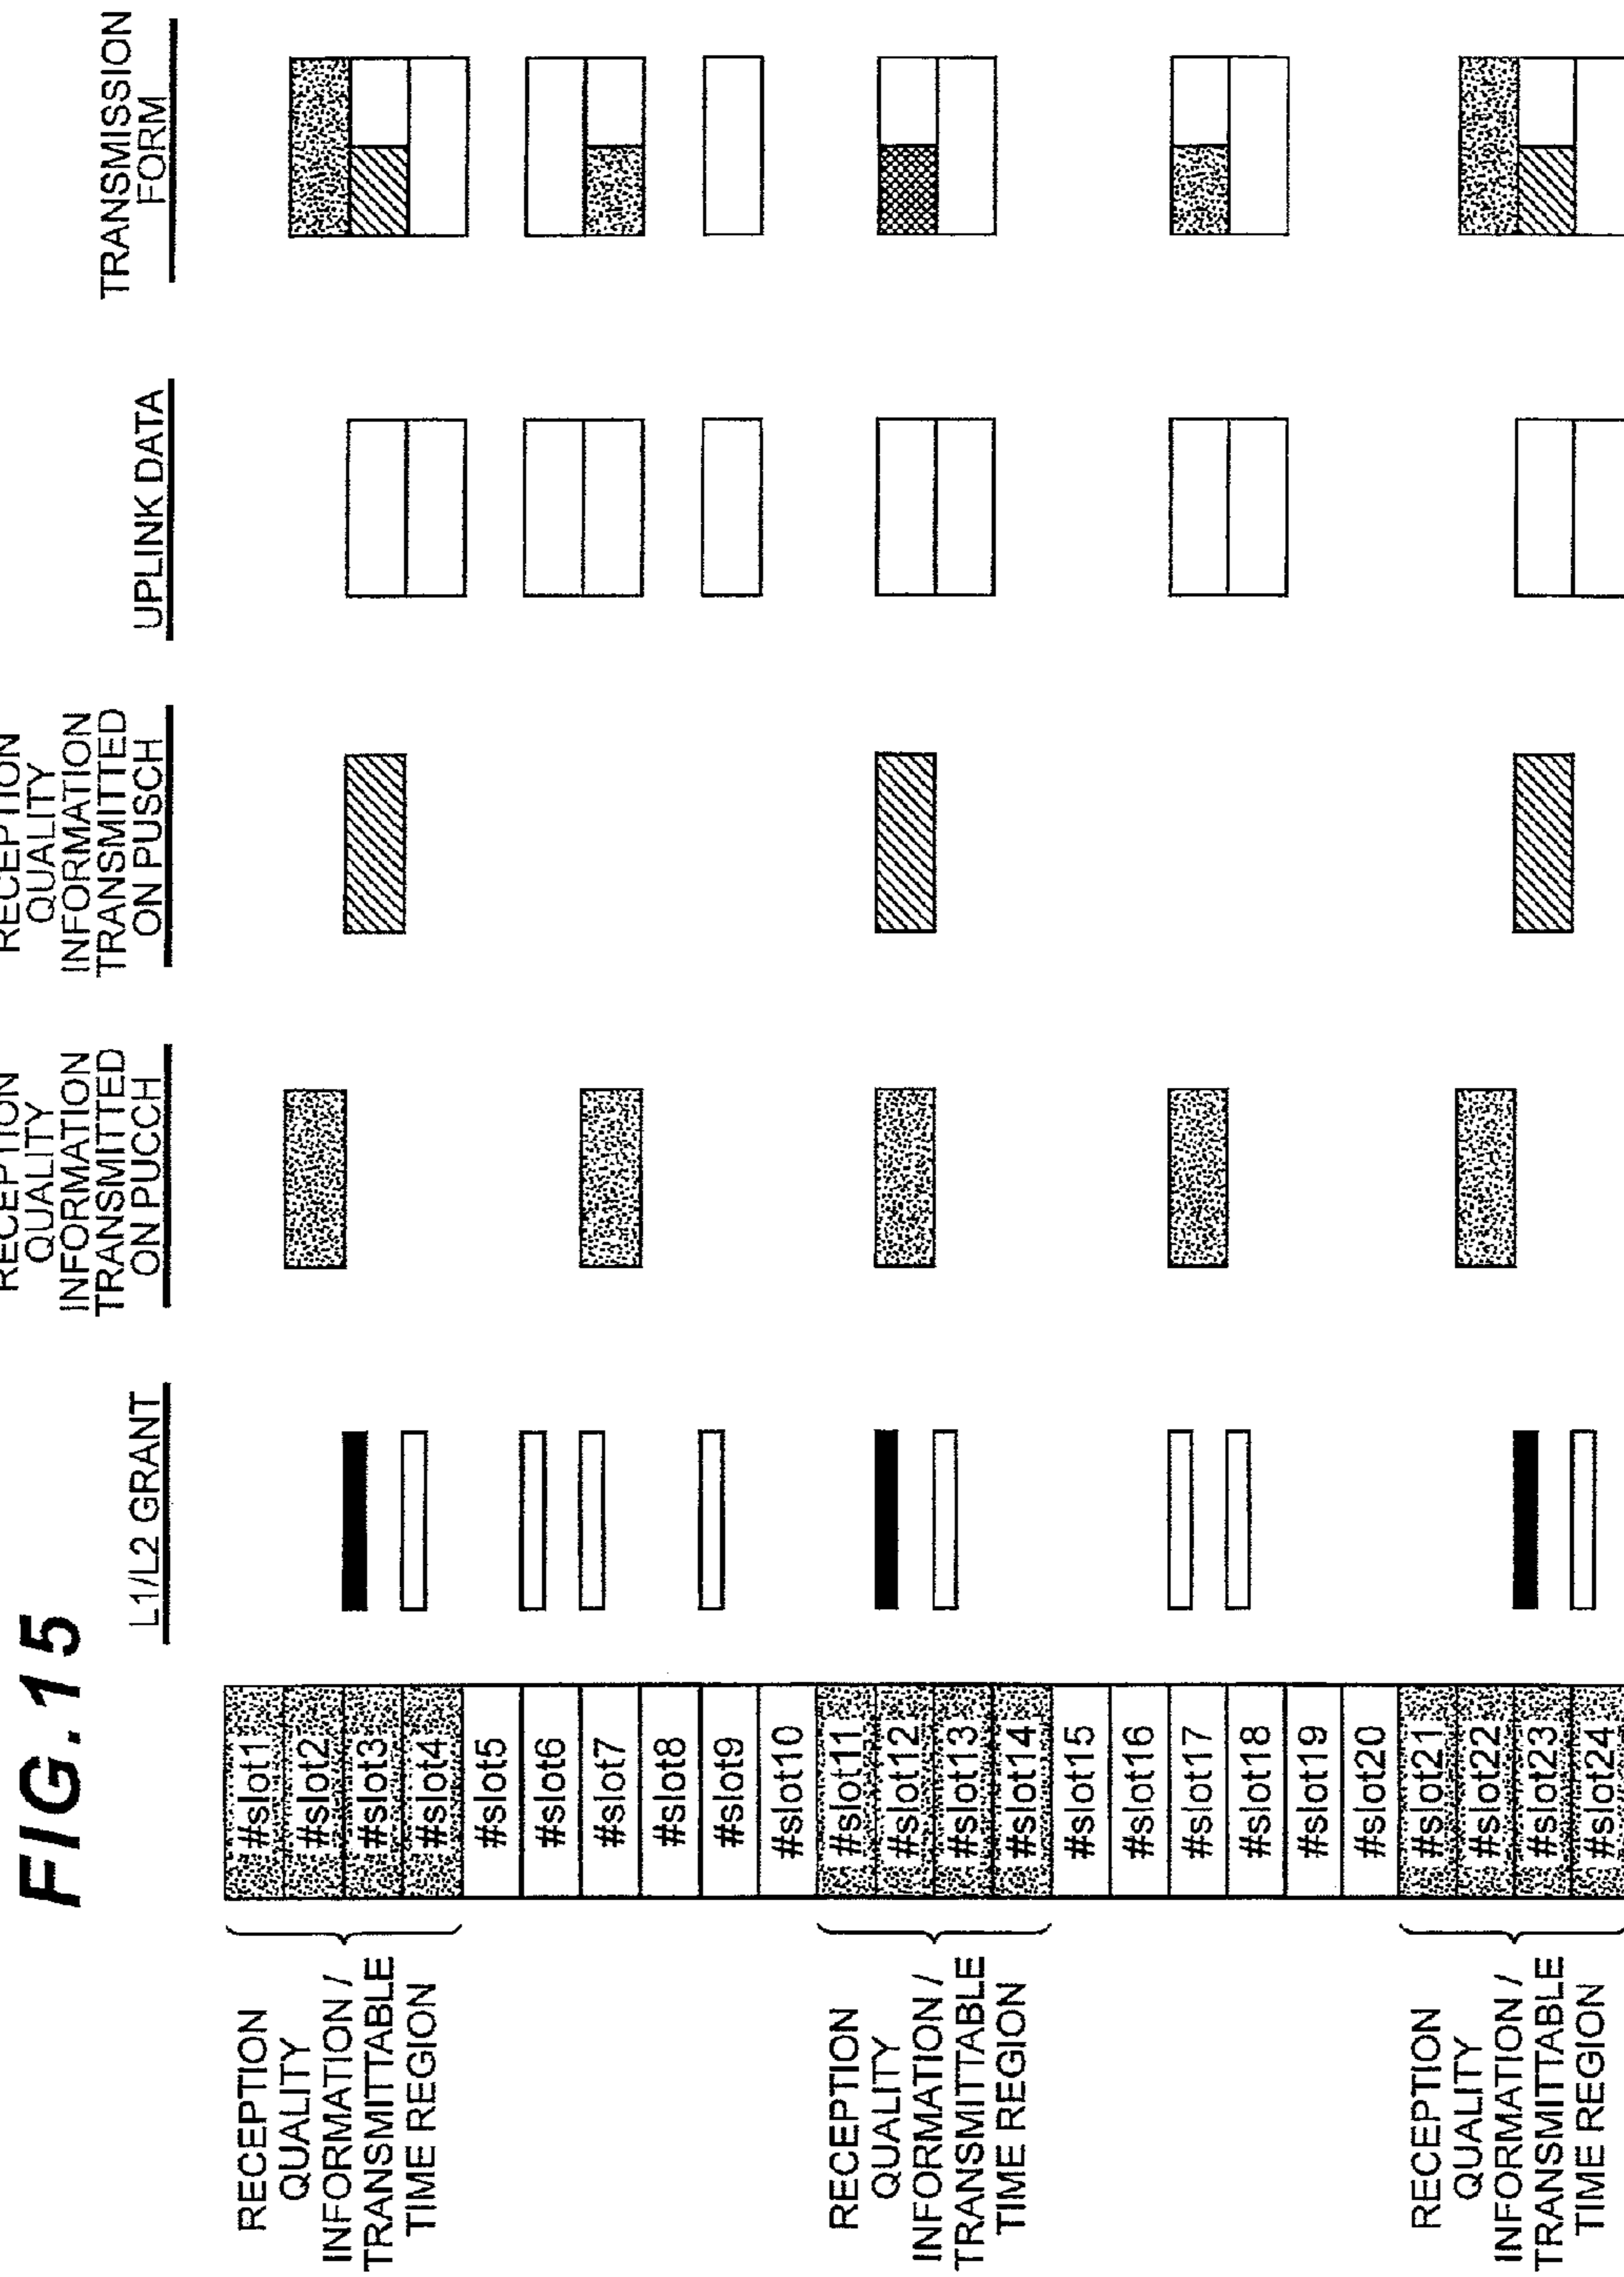 FIG.15
L1/L2 GRANT
RECEPTION
QUALITY
INFORMATION
TRANSMITTED
ON PUCCH
RECEPTION
QUALITY
INFORMATION
TRANSMITTED
ON PUSCH
UPLINK DATA
TRANSMISSION
FORM
RECEPTION
QUALITY
INFORMATION /
TRANSMITTABLE
TIME REGION
#slot1
#slot2
#slot3
#slot4
#slot5
#slot6
#slot7
#slot8
#slot9
#slot10
RECEPTION
QUALITY
INFORMATION /
TRANSMITTABLE
TIME REGION
#slot11
#slot12
#slot13
#slot14
#slot15
#slot16
#slot17
#slot18
#slot19
#slot20
RECEPTION
QUALITY
INFORMATION /
TRANSMITTABLE
TIME REGION
#slot21
#slot22
#slot23
#slot24